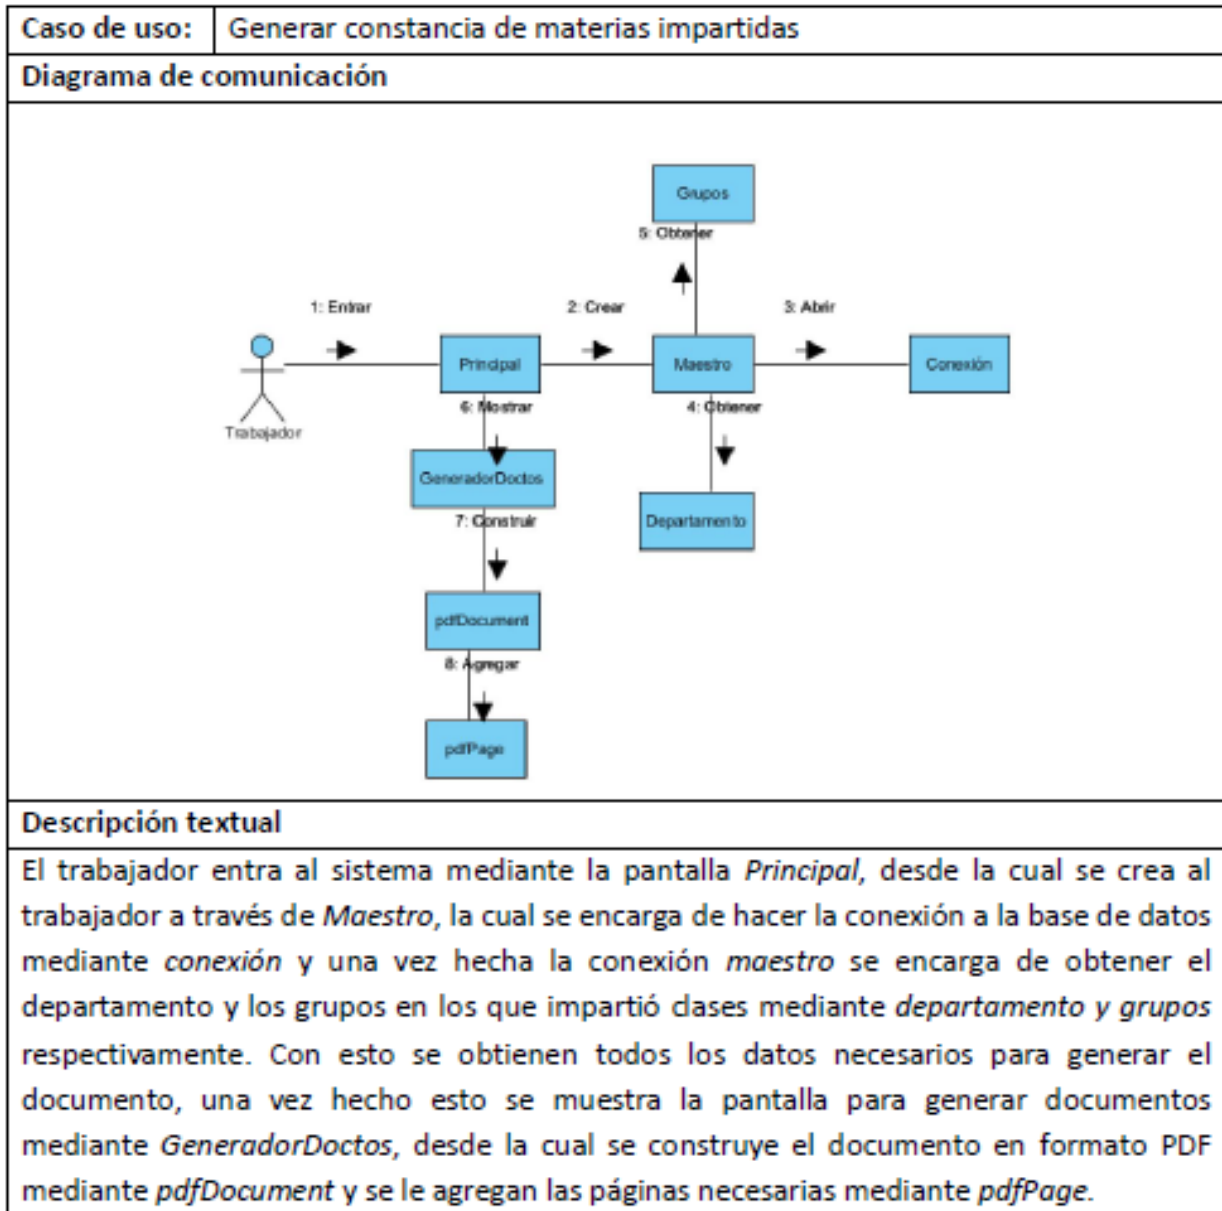 Caso de uso: Generar constancia de materias impartidas
Diagrama de comunicación
Grupos
5: Obtener
1: Entrar
2: Crear
3: Abrir
Principal
Maestro
Conexión
6: Mostrar
4: Obtener
Trabajador
GeneradorDoctos
7: Construir
Departamento
pdfDocument
8: Agregar
pdfPage
Descripción textual
El trabajador entra al sistema mediante la pantalla Principal, desde la cual se crea al
trabajador a través de Maestro, la cual se encarga de hacer la conexión a la base de datos
mediante conexión y una vez hecha la conexión maestro se encarga de obtener el
departamento y los grupos en los que impartió clases mediante departamento y grupos
respectivamente. Con esto se obtienen todos los datos necesarios para generar el
documento, una vez hecho esto se muestra la pantalla para generar documentos
mediante GeneradorDoctos, desde la cual se construye el documento en formato PDF
mediante pdfDocument y se le agregan las páginas necesarias mediante pdfPage.